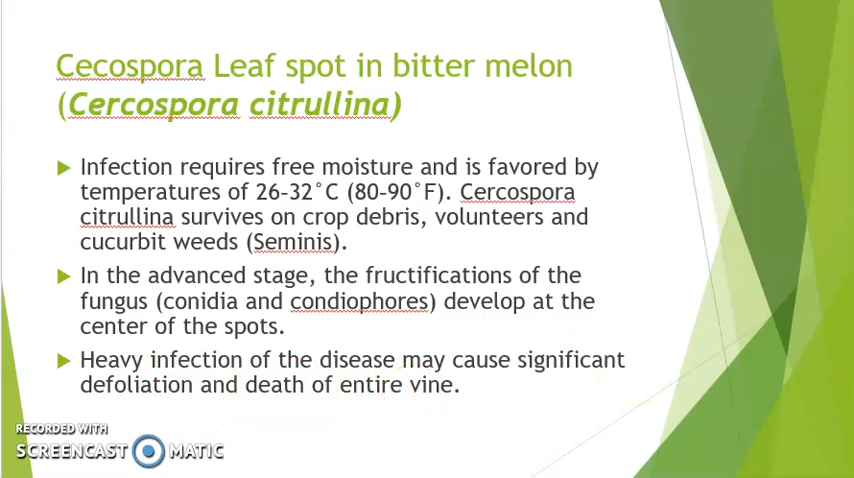 Cecospora Leaf spot in bitter melon
(Cercospora citrullina)
Infection requires free moisture and is favored by
temperatures of 26-32°C (80-90°F). Cercospora
citrullina survives on crop debris, volunteers and
cucurbit weeds (Seminis).
In the advanced stage, the fructifications of the
fungus (conidia and condiophores) develop at the
center of the spots.
Heavy infection of the disease may cause significant
defoliation and death of entire vine.
RECORDED WITH
SCREENCAST MATIC